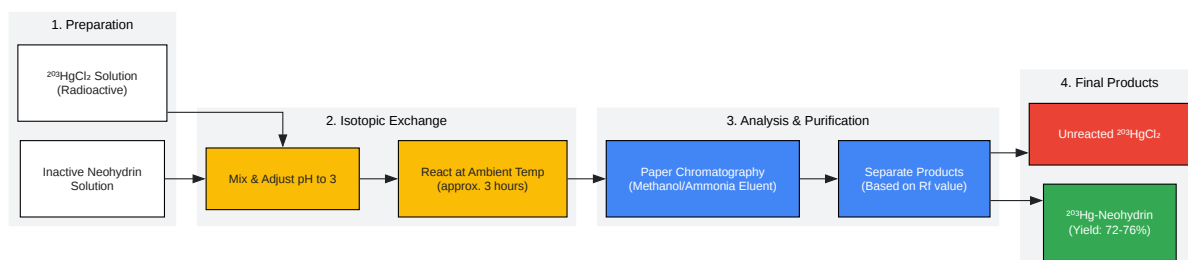 1. Preparation
²⁰³HgCl₂ Solution
(Radioactive)
Inactive Neohydrin
Solution
2. Isotopic Exchange
Mix & Adjust pH to 3
React at Ambient Temp
(approx. 3 hours)
3. Analysis & Purification
Paper Chromatography
(Methanol/Ammonia Eluent)
Separate Products
(Based on Rf value)
4. Final Products
Unreacted ²⁰³HgCl₂
²⁰³Hg-Neohydrin
(Yield: 72-76%)